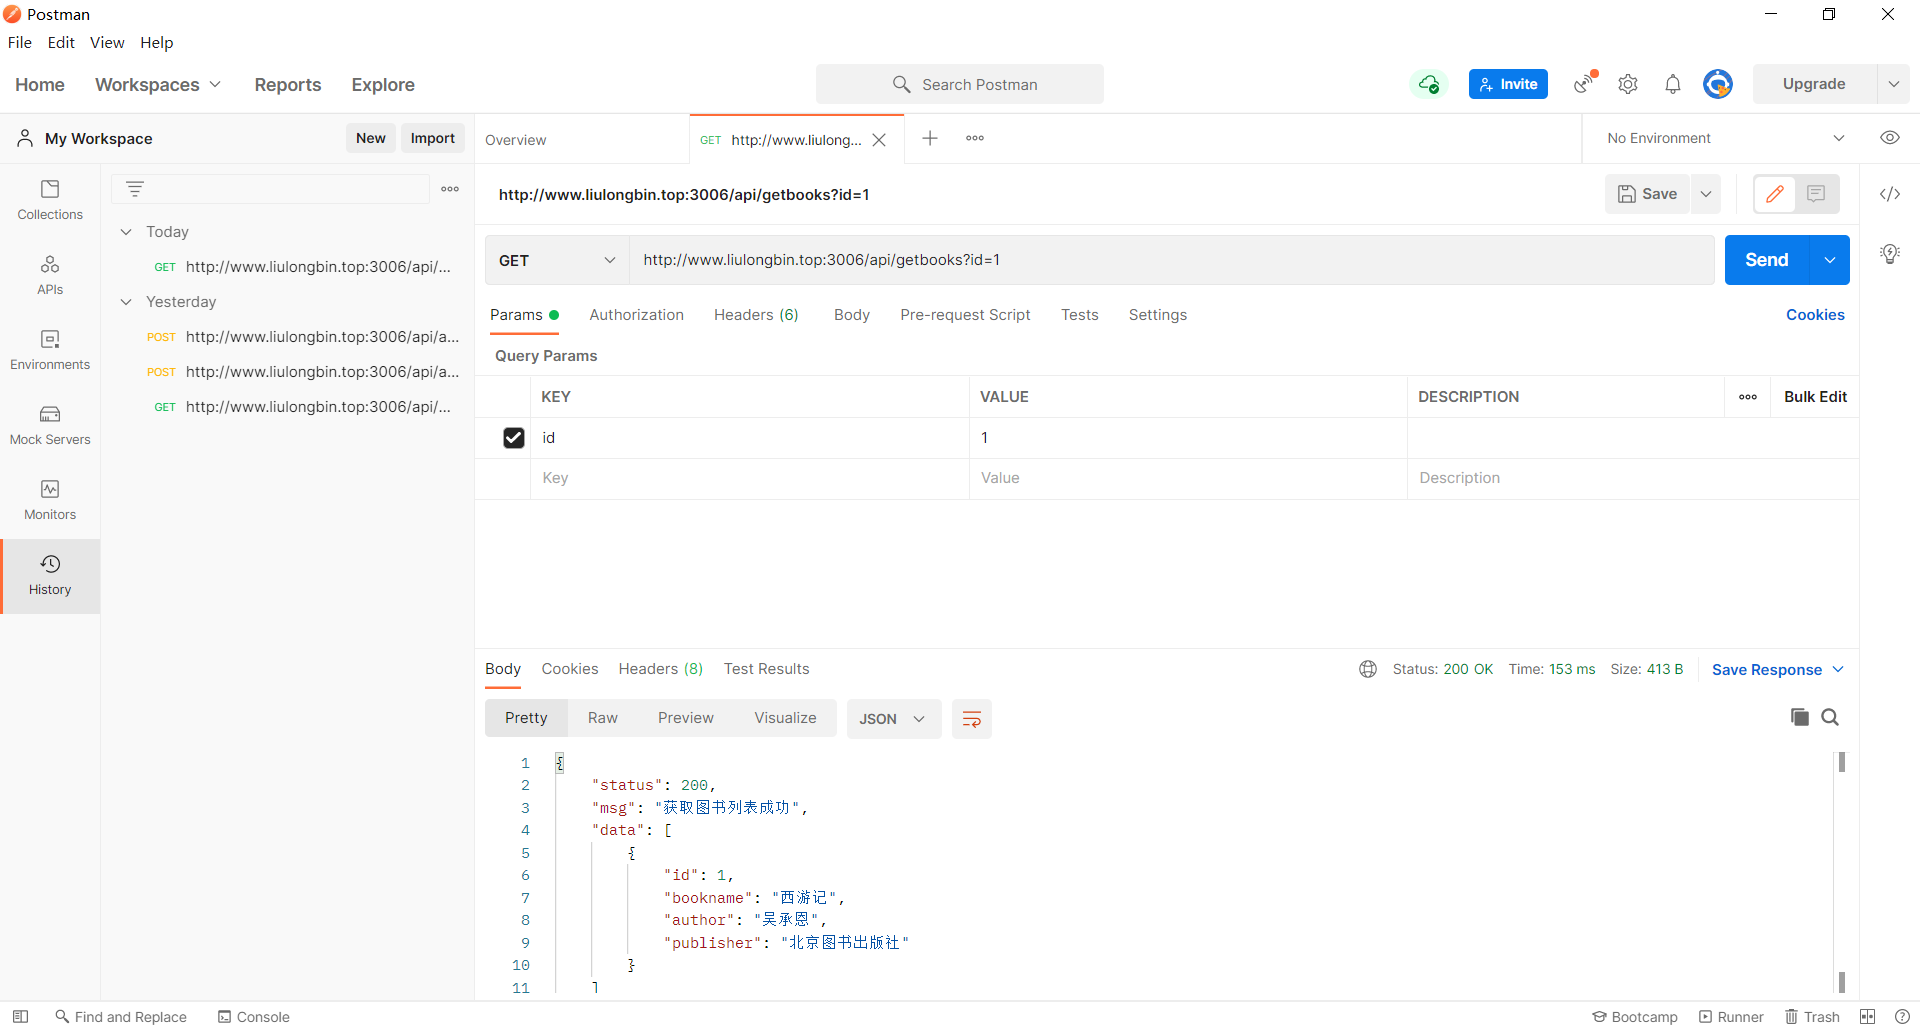 Postman
File Edit View Help
Home Workspaces Reports Explore Search Postman Invite Upgrade
My Workspace New Import Overview GET http://www.liulong... No Environment
Collections
APIs
Environments
Mock Servers
Monitors
History
Today
GET http://www.liulongbin.top:3006/api/...
Yesterday
POST http://www.liulongbin.top:3006/api/a...
POST http://www.liulongbin.top:3006/api/a...
GET http://www.liulongbin.top:3006/api/...
http://www.liulongbin.top:3006/api/getbooks?id=1 Save
GET http://www.liulongbin.top:3006/api/getbooks?id=1 Send
Params Authorization Headers (6) Body Pre-request Script Tests Settings Cookies
Query Params
KEY VALUE DESCRIPTION Bulk Edit
id 1
Key Value Description
Body Cookies Headers (8) Test Results Status: 200 OK Time: 153 ms Size: 413 B Save Response
Pretty Raw Preview Visualize JSON
1 {
2 "status": 200,
3 "msg": "获取图书列表成功",
4 "data": [
5 {
6 "id": 1,
7 "bookname": "西游记",
8 "author": "吴承恩",
9 "publisher": "北京图书出版社"
10 }
11 ]
Find and Replace Console Bootcamp Runner Trash